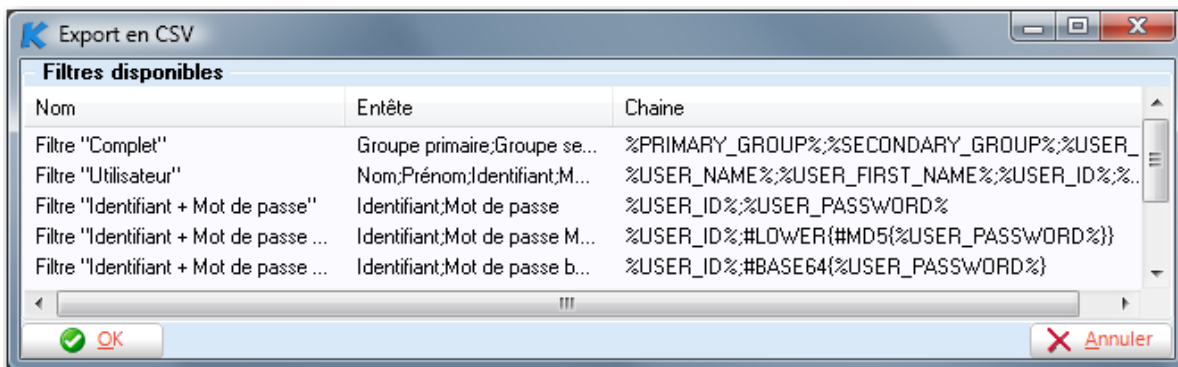 Export en CSV
Filtres disponibles
Nom Entête Chaine
Filtre "Complet" Groupe primaire;Groupe se... %PRIMARY_GROUP%;%SECONDARY_GROUP%;%USER_
Filtre "Utilisateur" Nom;Prénom;Identifiant;M... %USER_NAME%;%USER_FIRST_NAME%;%USER_ID%;%..
Filtre "Identifiant + Mot de passe" Identifiant;Mot de passe %USER_ID%;%USER_PASSWORD%
Filtre "Identifiant + Mot de passe ... Identifiant;Mot de passe M... %USER_ID%;#LOWER{#MD5{%USER_PASSWORD%}}
Filtre "Identifiant + Mot de passe ... Identifiant;Mot de passe b... %USER_ID%;#BASE64{%USER_PASSWORD%}
OK Annuler